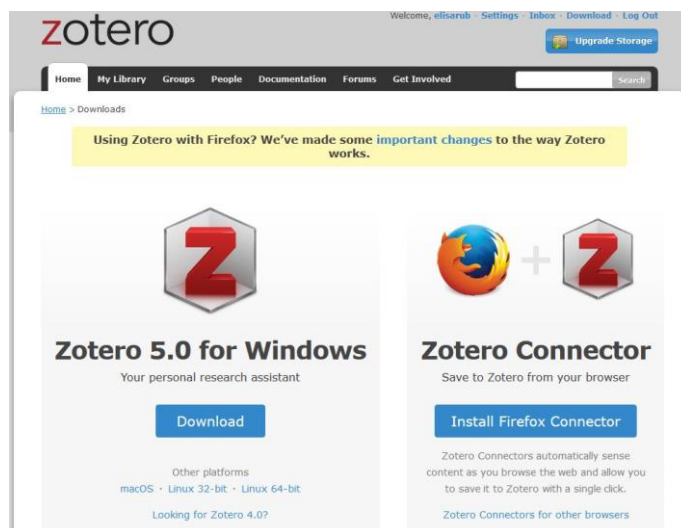 Welcome, elisarub · Settings · Inbox · Download · Log Out
zotero
Upgrade Storage
Home My Library Groups People Documentation Forums Get Involved Search
Home > Downloads
Using Zotero with Firefox? We've made some important changes to the way Zotero
works.
Zotero 5.0 for Windows
Your personal research assistant
Download
Other platforms
macOS · Linux 32-bit · Linux 64-bit
Looking for Zotero 4.0?
Zotero Connector
Save to Zotero from your browser
Install Firefox Connector
Zotero Connectors automatically sense
content as you browse the web and allow you
to save it to Zotero with a single click.
Zotero Connectors for other browsers